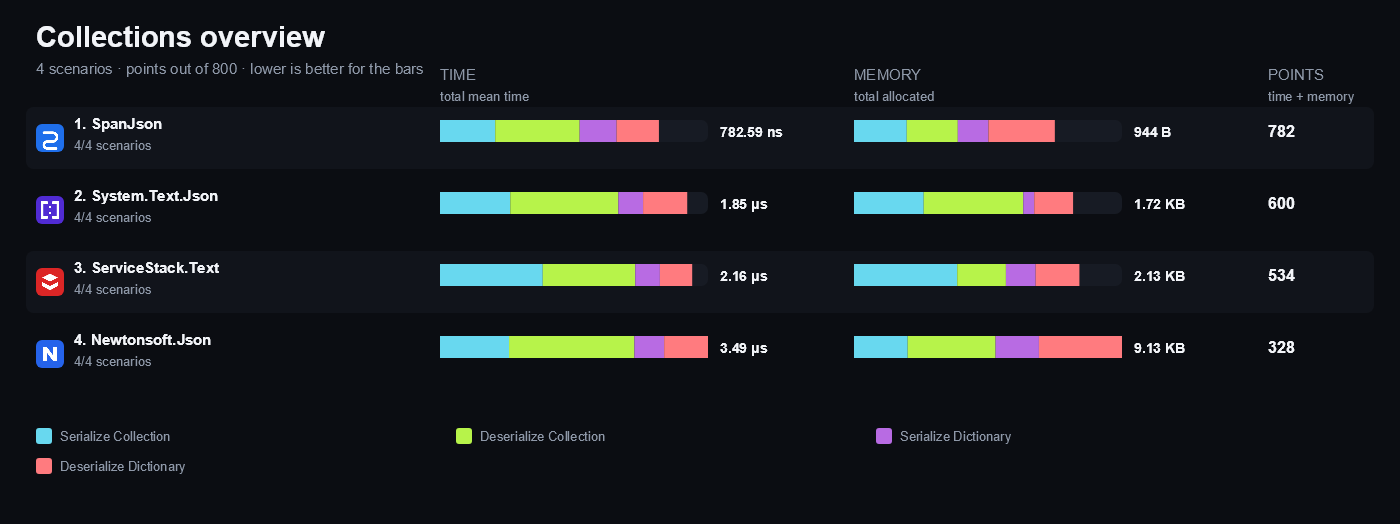 Collections overview
4 scenarios · points out of 800 · lower is better for the bars
TIME
total mean time
MEMORY
total allocated
POINTS
time + memory
1. SpanJson
4/4 scenarios
782.59 ns
944 B
782
2. System.Text.Json
4/4 scenarios
1.85 µs
1.72 KB
600
3. ServiceStack.Text
4/4 scenarios
2.16 µs
2.13 KB
534
N
4. Newtonsoft.Json
4/4 scenarios
3.49 µs
9.13 KB
328
Serialize Collection
Deserialize Collection
Serialize Dictionary
Deserialize Dictionary